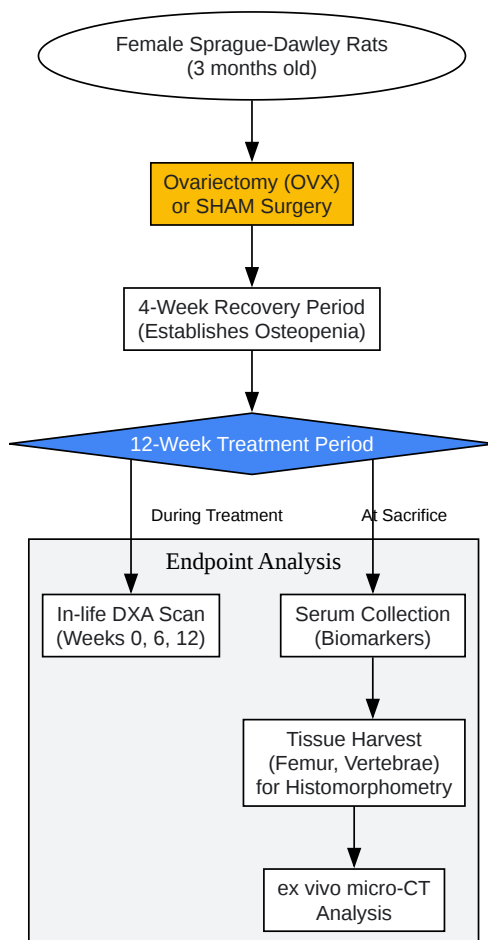 Female Sprague-Dawley Rats
(3 months old)
Ovariectomy (OVX)
or SHAM Surgery
4-Week Recovery Period
(Establishes Osteopenia)
12-Week Treatment Period
During Treatment
At Sacrifice
Endpoint Analysis
In-life DXA Scan
(Weeks 0, 6, 12)
Serum Collection
(Biomarkers)
Tissue Harvest
(Femur, Vertebrae)
for Histomorphometry
ex vivo micro-CT
Analysis